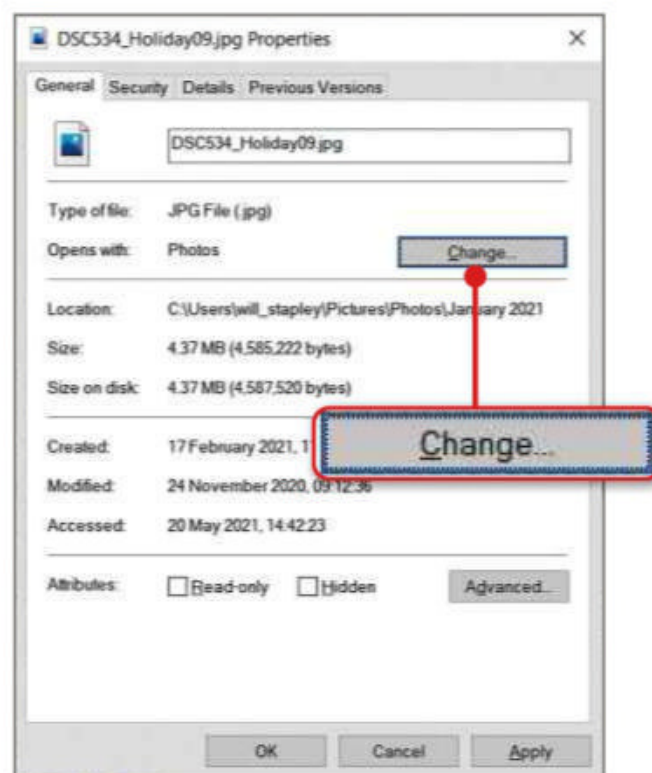 DSC534_Holiday09.jpg Properties
General Security Details Previous Versions
DSC534_Holiday09.jpg
Type of file: JPG File (.jpg)
Opens with: Photos Change...
Location: C:\Users\will_stapley\Pictures\Photos\January 2021
Size: 4.37 MB (4,585,222 bytes)
Size on disk: 4.37 MB (4,587,520 bytes)
Change...
Created: 17 February 2021, 1
Modified: 24 November 2020, 09:12:36
Accessed: 20 May 2021, 14:42:23
Attributes: Read-only Hidden Advanced...
OK Cancel Apply